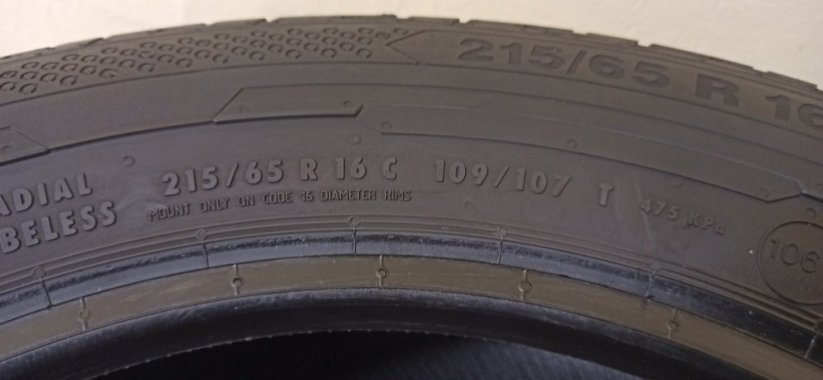 215/65 R 16
ADIAL
BELESS
215/65 R 16 C 109/107 T 475 kPa
MOUNT ONLY ON CODE 16 DIAMETER RIMS
106